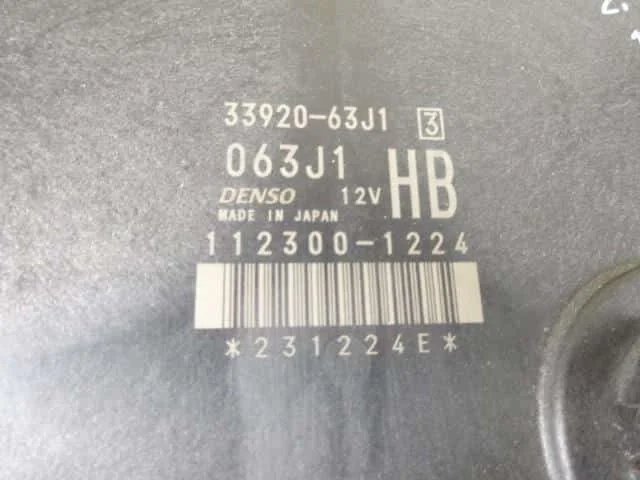 33920-63J1 3
063J1 HB
DENSO 12V
MADE IN JAPAN
112300-1224
*231224E*